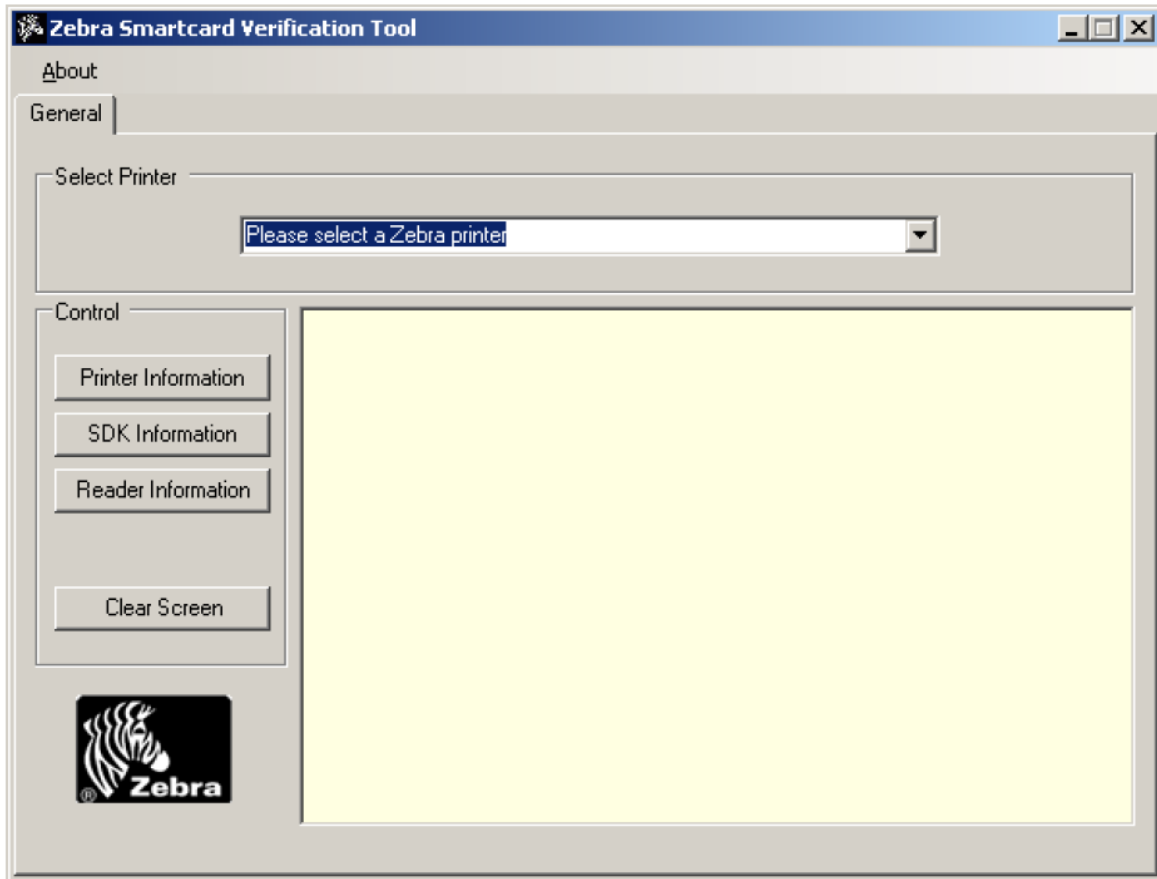 Zebra Smartcard Verification Tool
About
General
Select Printer
Please select a Zebra printer
Control
Printer Information
SDK Information
Reader Information
Clear Screen
Zebra
®